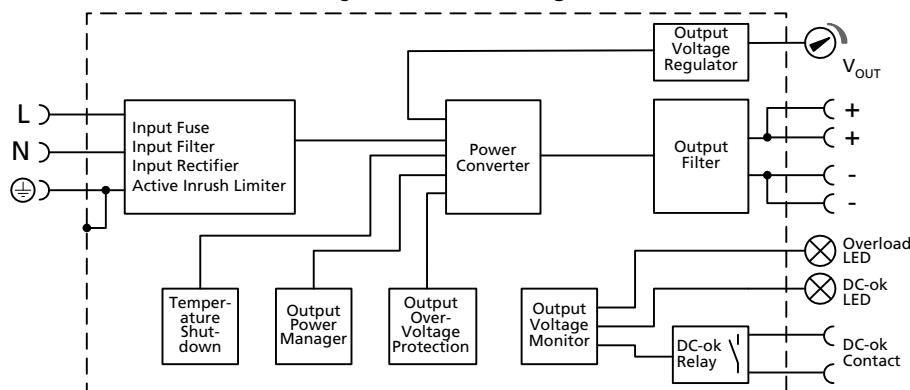 Output
Voltage
Regulator
V OUT
L
N
Input Fuse
Input Filter
Input Rectifier
Active Inrush Limiter
Power
Converter
Output
Filter
+
+
-
-
Overload
LED
DC-ok
LED
Temper-
ature
Shut-
down
Output
Power
Manager
Output
Over-
Voltage
Protection
Output
Voltage
Monitor
DC-ok
Relay
DC-ok
Contact